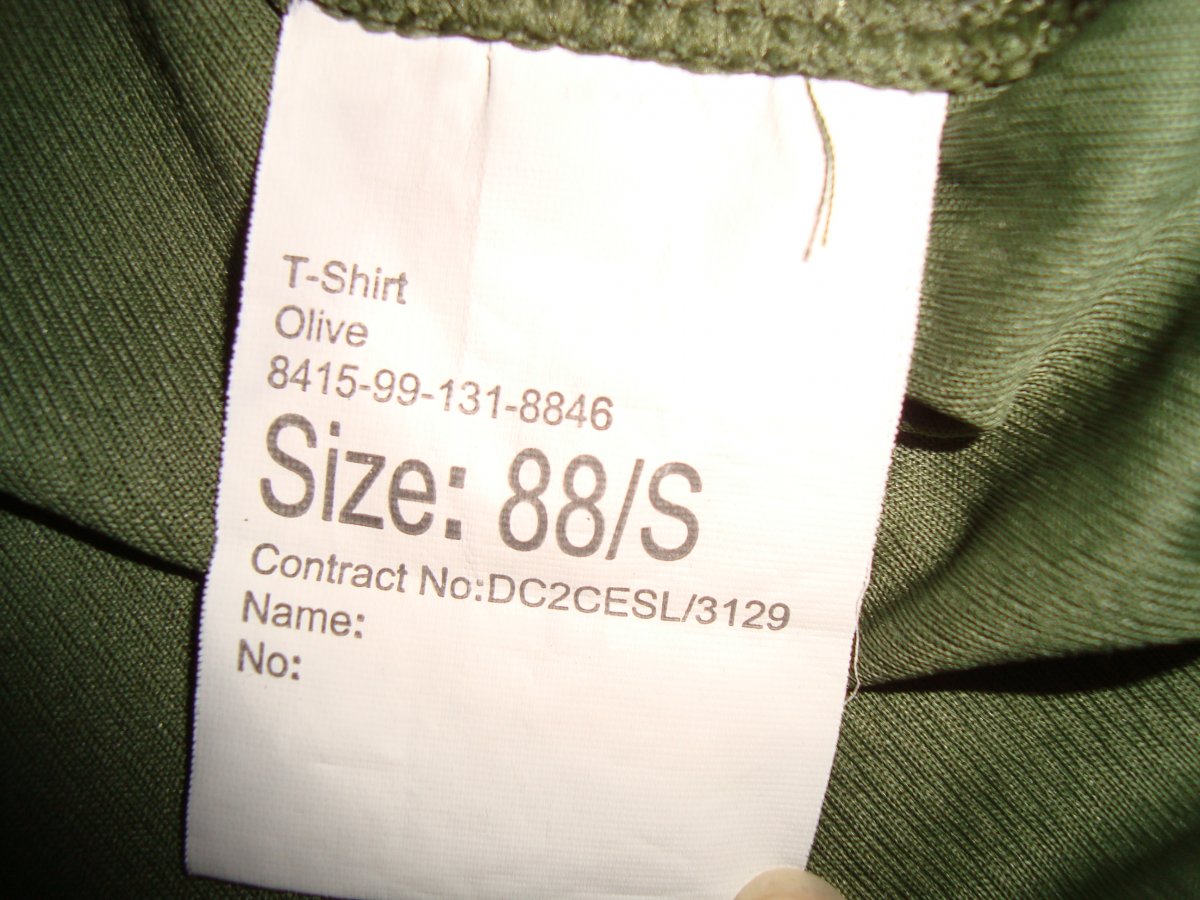 T-Shirt
Olive
8415-99-131-8846
Size: 88/S
Contract No:DC2CESL/3129
Name:
No: